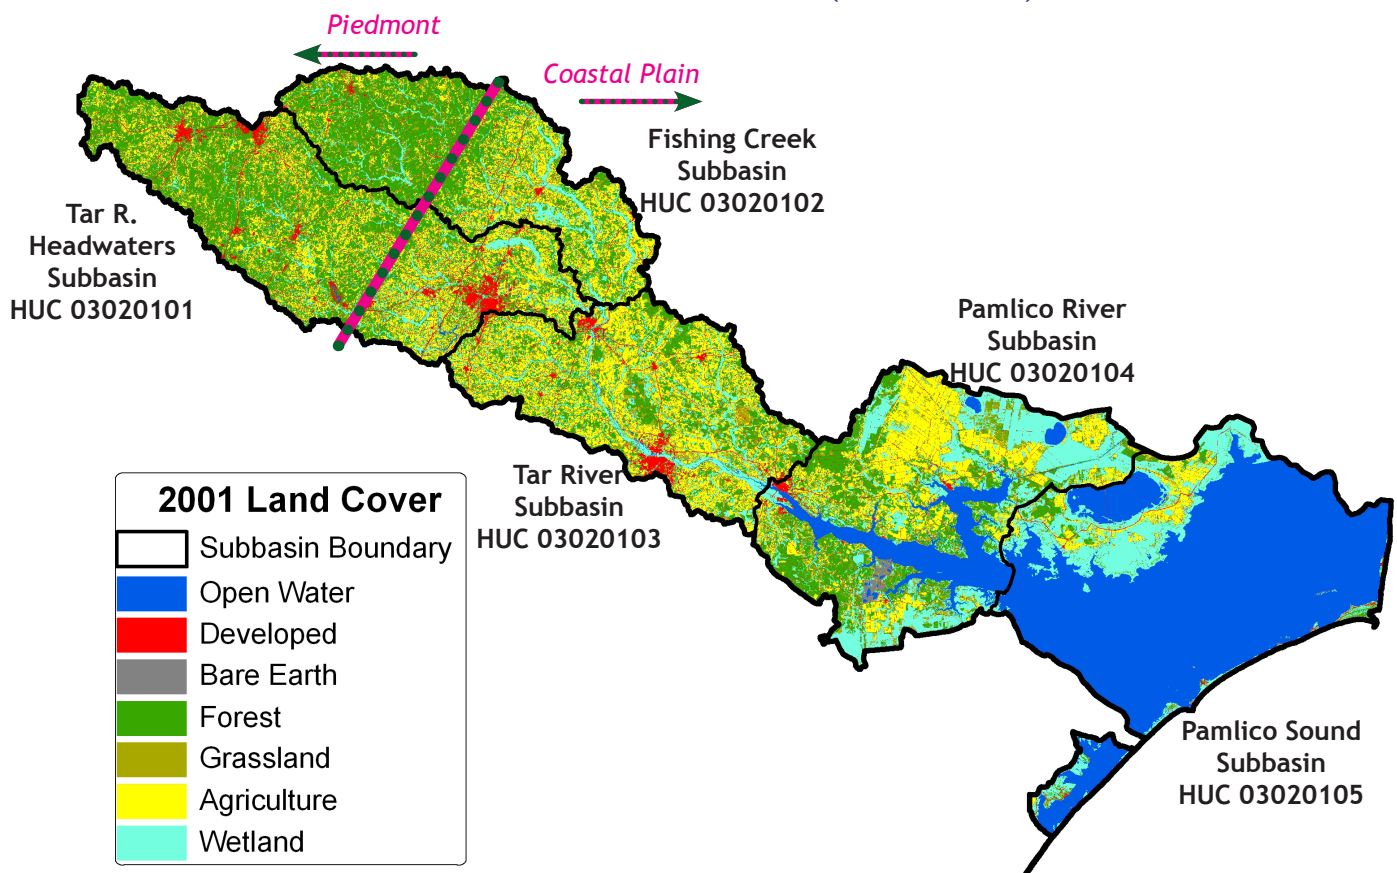 Piedmont
Coastal Plain
Fishing Creek
Subbasin
HUC 03020102
Tar R.
Headwaters
Subbasin
HUC 03020101
Pamlico River
Subbasin
HUC 03020104
Tar River
Subbasin
HUC 03020103
2001 Land Cover
Subbasin Boundary
Open Water
Developed
Bare Earth
Forest
Grassland
Agriculture
Wetland
Pamlico Sound
Subbasin
HUC 03020105